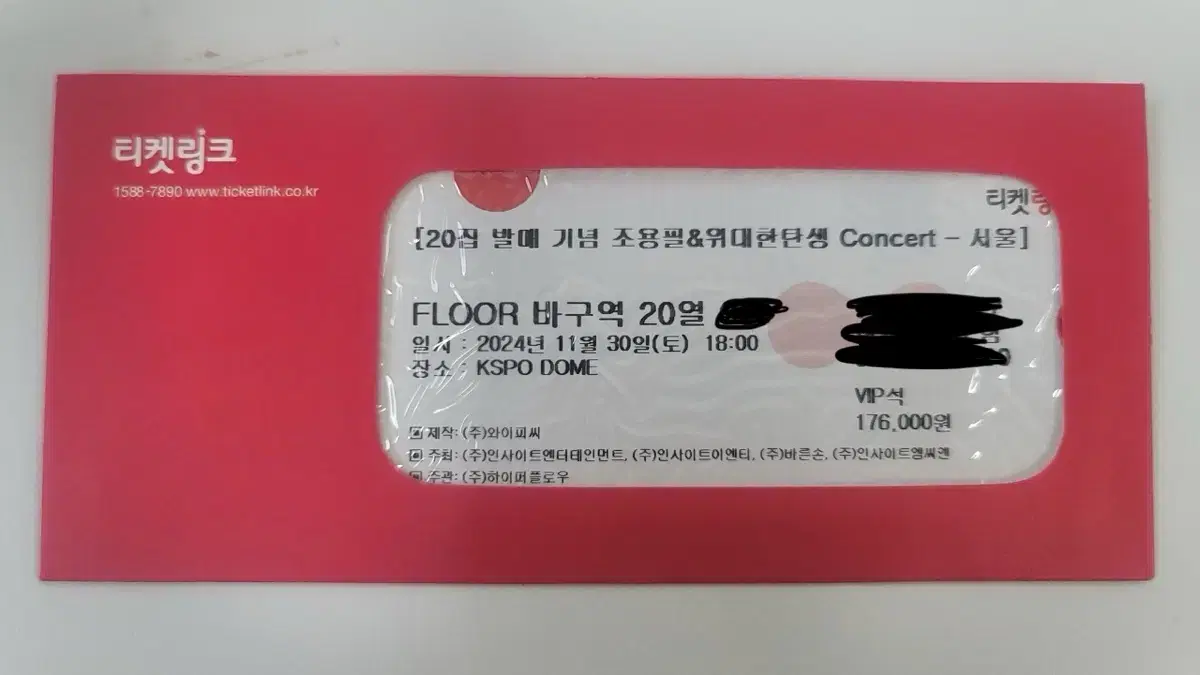 티켓링크
1588-7890 www.ticketlink.co.kr
티켓링
[20집 발매 기념 조용필&위대한탄생 Concert - 서울]
FLOOR 바구역 20열
일시 : 2024년 11월 30일(토) 18:00
장소 : KSPO DOME
VIP석
176,000원
제작: (주)와이피씨
주최: (주)인사이트엔터테인먼트, (주)인사이트이엔티, (주)바른손, (주)인사이트엠씨엔
주관: (주)하이퍼플로우